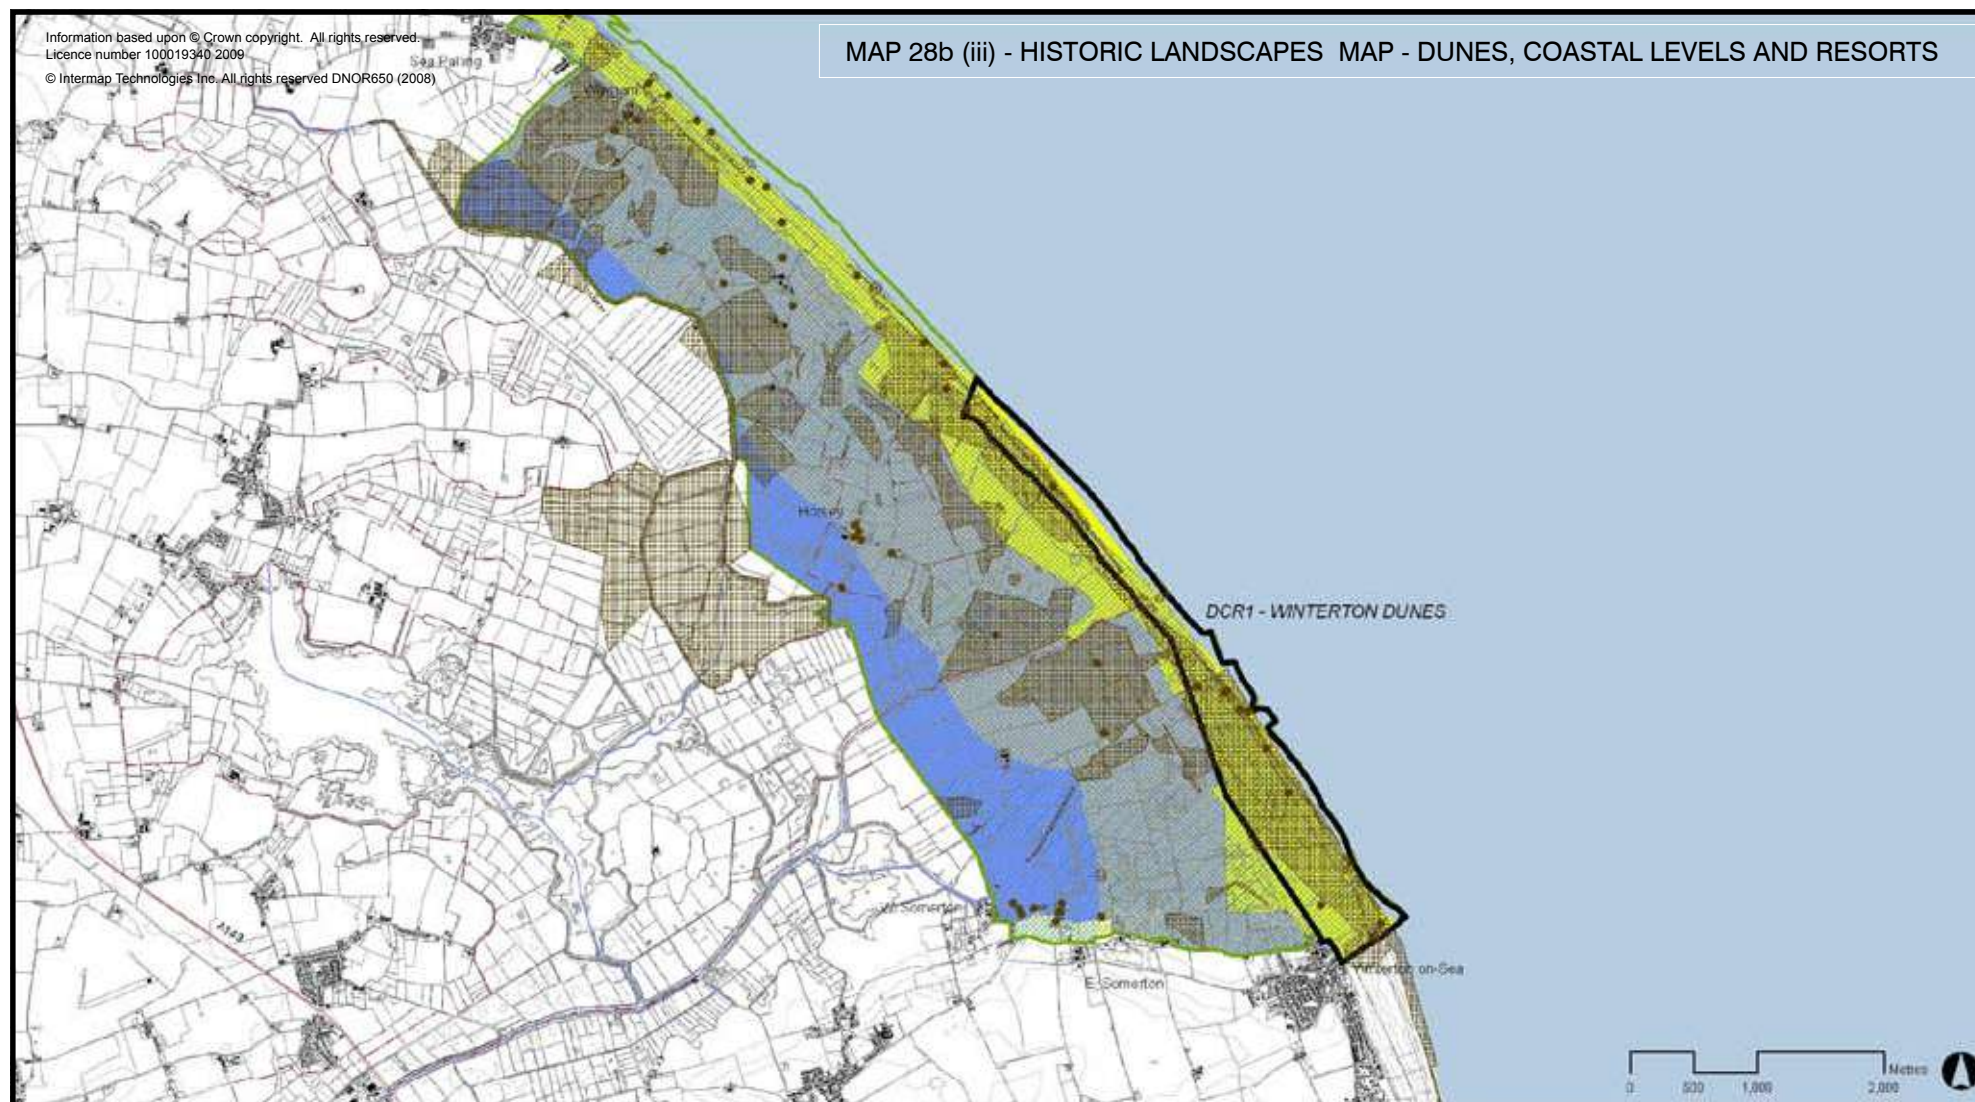 Information based upon © Crown copyright. All rights reserved.
Licence number 100019340 2009
© Intermap Technologies Inc. All rights reserved DNOR650 (2008)
MAP 28b (iii) - HISTORIC LANDSCAPES MAP - DUNES, COASTAL LEVELS AND RESORTS
Sea Palling
Waxham
Horsey
DCR1 - WINTERTON DUNES
W. Somerton
A149
Winterton on-Sea
E. Somerton
Metres
0 500 1,000 2,000